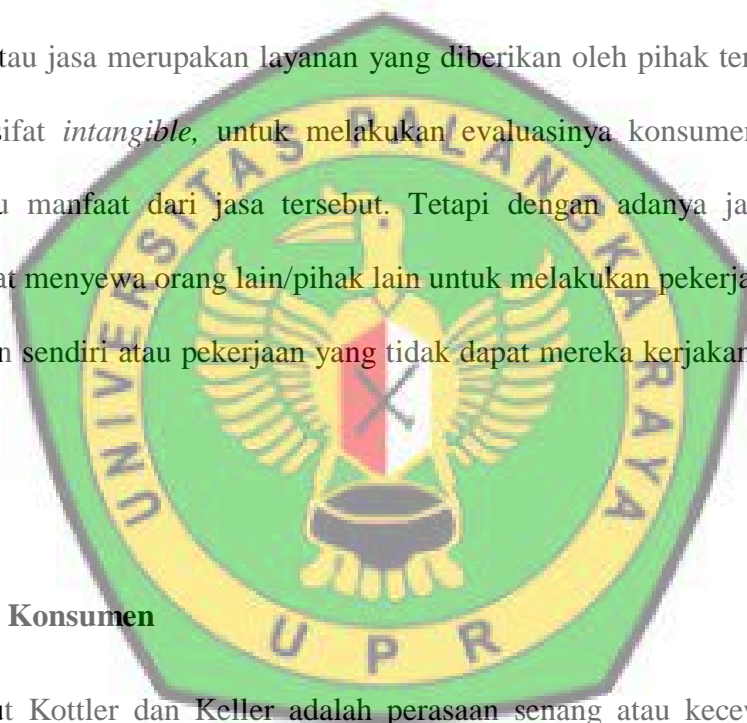 tau jasa merupakan layanan yang diberikan oleh pihak ter
sifat intangible, untuk melakukan evaluasinya konsumen
u manfaat dari jasa tersebut. Tetapi dengan adanya ja
at menyewa orang lain/pihak lain untuk melakukan pekerja
n sendiri atau pekerjaan yang tidak dapat mereka kerjakan
Konsumen
ut Kottler dan Keller adalah perasaan senang atau kecew
UNIVERSITAS PALANGKA RAYA
UPR